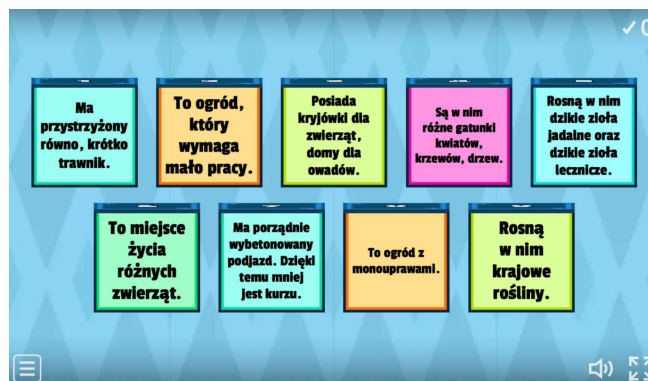 ✓ 0
Ma
przystrzyżony
równo, krótko
trawnik.
To ogród,
który
wymaga
mało pracy.
Posiada
kryjówki dla
zwierząt,
domy dla
owadów.
Są w nim
różne gatunki
kwiatów,
krzewów, drzew.
Rosną w nim
dzikie zioła
jadalne oraz
dzikie zioła
lecznicze.
To miejsce
życia
różnych
zwierząt.
Ma porządnie
wybetonowany
podjazd. Dzięki
temu mniej
jest kurzu.
To ogród z
monouprawami.
Rosną
w nim
krajowe
rośliny.